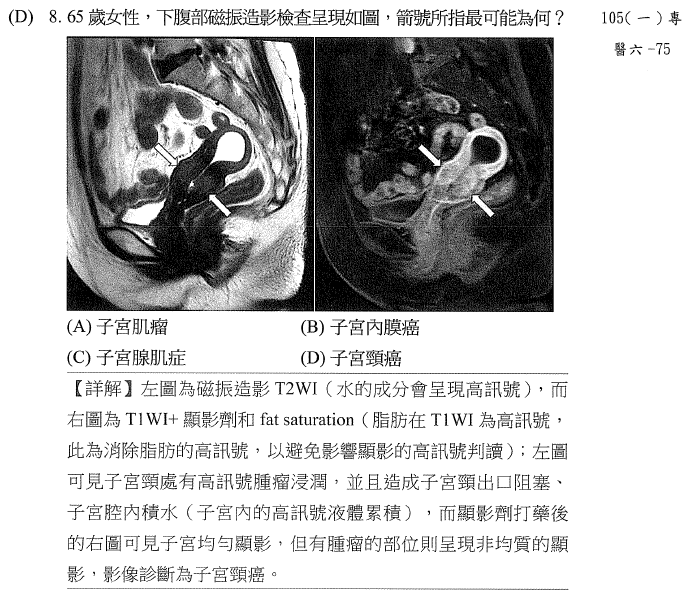 (D) 8. 65 歲女性，下腹部磁振造影檢查呈現如圖，箭號所指最可能為何？
105(一)專
醫六-75
(A) 子宮肌瘤
(B) 子宮內膜癌
(C) 子宮腺肌症
(D) 子宮頸癌
【詳解】左圖為磁振造影 T2WI（水的成分會呈現高訊號），而
右圖為 T1WI+ 顯影劑和 fat saturation（脂肪在 T1WI 為高訊號，
此為消除脂肪的高訊號，以避免影響顯影的高訊號判讀）；左圖
可見子宮頸處有高訊號腫瘤浸潤，並且造成子宮頸出口阻塞、
子宮腔內積水（子宮內的高訊號液體累積），而顯影劑打藥後
的右圖可見子宮均勻顯影，但有腫瘤的部位則呈現非均質的顯
影，影像診斷為子宮頸癌。